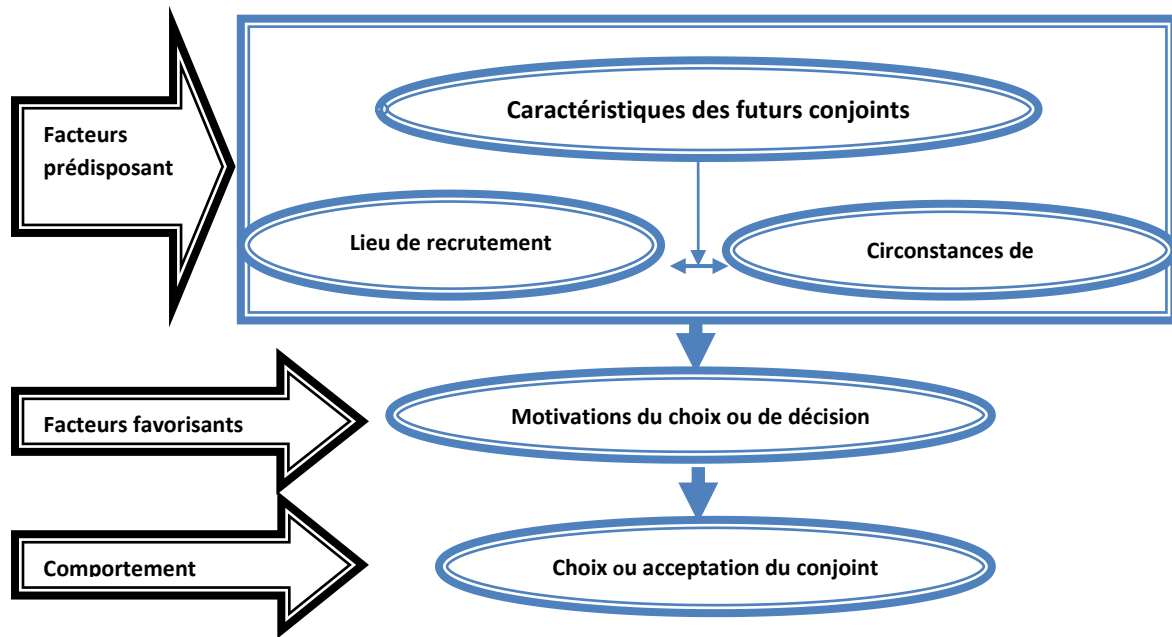 Caractéristiques des futurs conjoints
Facteurs
prédisposant
Lieu de recrutement
Circonstances de
Facteurs favorisants
Motivations du choix ou de décision
Comportement
Choix ou acceptation du conjoint